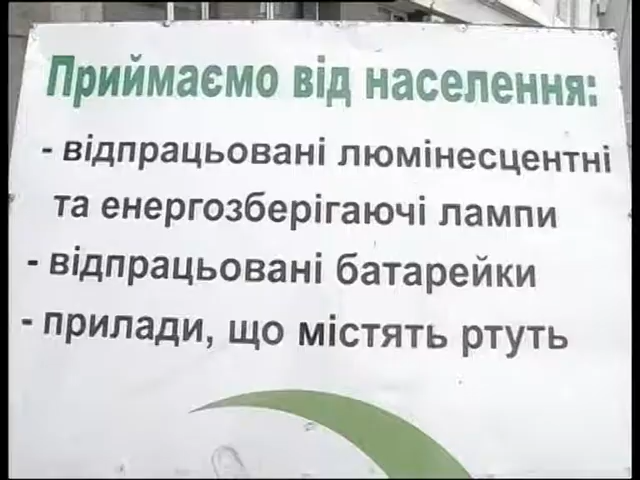 Приймаємо від населення:
- відпрацьовані люмінесцентні
та енергозберігаючі лампи
- відпрацьовані батарейки
- прилади, що містять ртуть